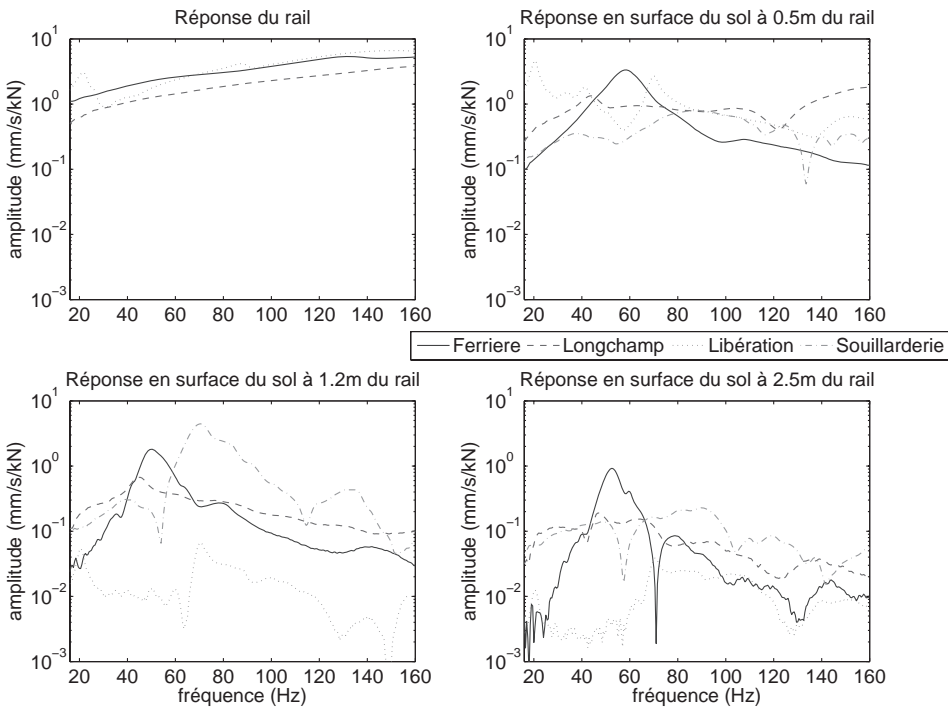 Réponse du rail
amplitude (mm/s/kN)
10^1
10^0
10^-1
10^-2
10^-3
20 40 60 80 100 120 140 160
Réponse en surface du sol à 0.5m du rail
amplitude (mm/s/kN)
10^1
10^0
10^-1
10^-2
10^-3
20 40 60 80 100 120 140 160
Ferriere Longchamp Libération Souillarderie
Réponse en surface du sol à 1.2m du rail
amplitude (mm/s/kN)
10^1
10^0
10^-1
10^-2
10^-3
20 40 60 80 100 120 140 160
fréquence (Hz)
Réponse en surface du sol à 2.5m du rail
amplitude (mm/s/kN)
10^1
10^0
10^-1
10^-2
10^-3
20 40 60 80 100 120 140 160
fréquence (Hz)